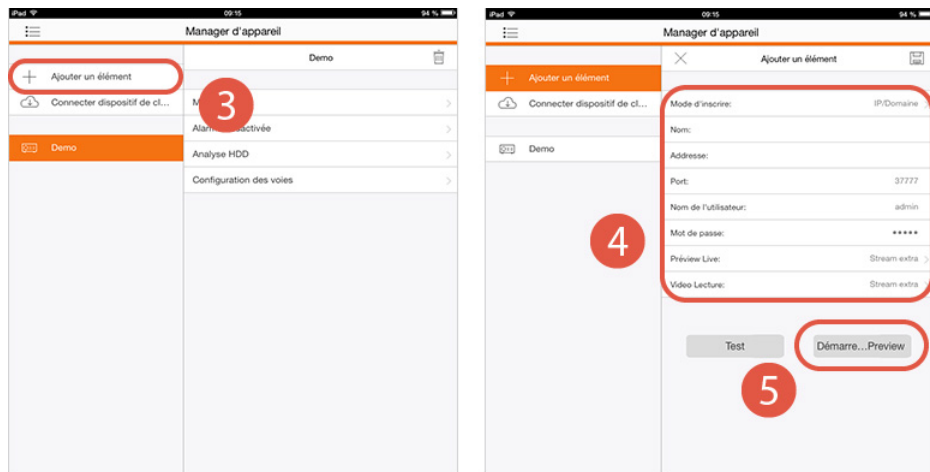 iPad 09:15 94 %
Manager d'appareil
Demo
Ajouter un élément
Connecter dispositif de cl...
Demo
3
Analyse HDD
Configuration des voies
iPad 09:15 94 %
Manager d'appareil
Ajouter un élément
Ajouter un élément
Connecter dispositif de cl...
Demo
Mode d'inscrire: IP/Domaine
Nom:
Addresse:
Port: 37777
Nom de l'utilisateur: admin
Mot de passe: •••••
Préview Live: Stream extra
Video Lecture: Stream extra
4
Test
Démarre...Preview
5